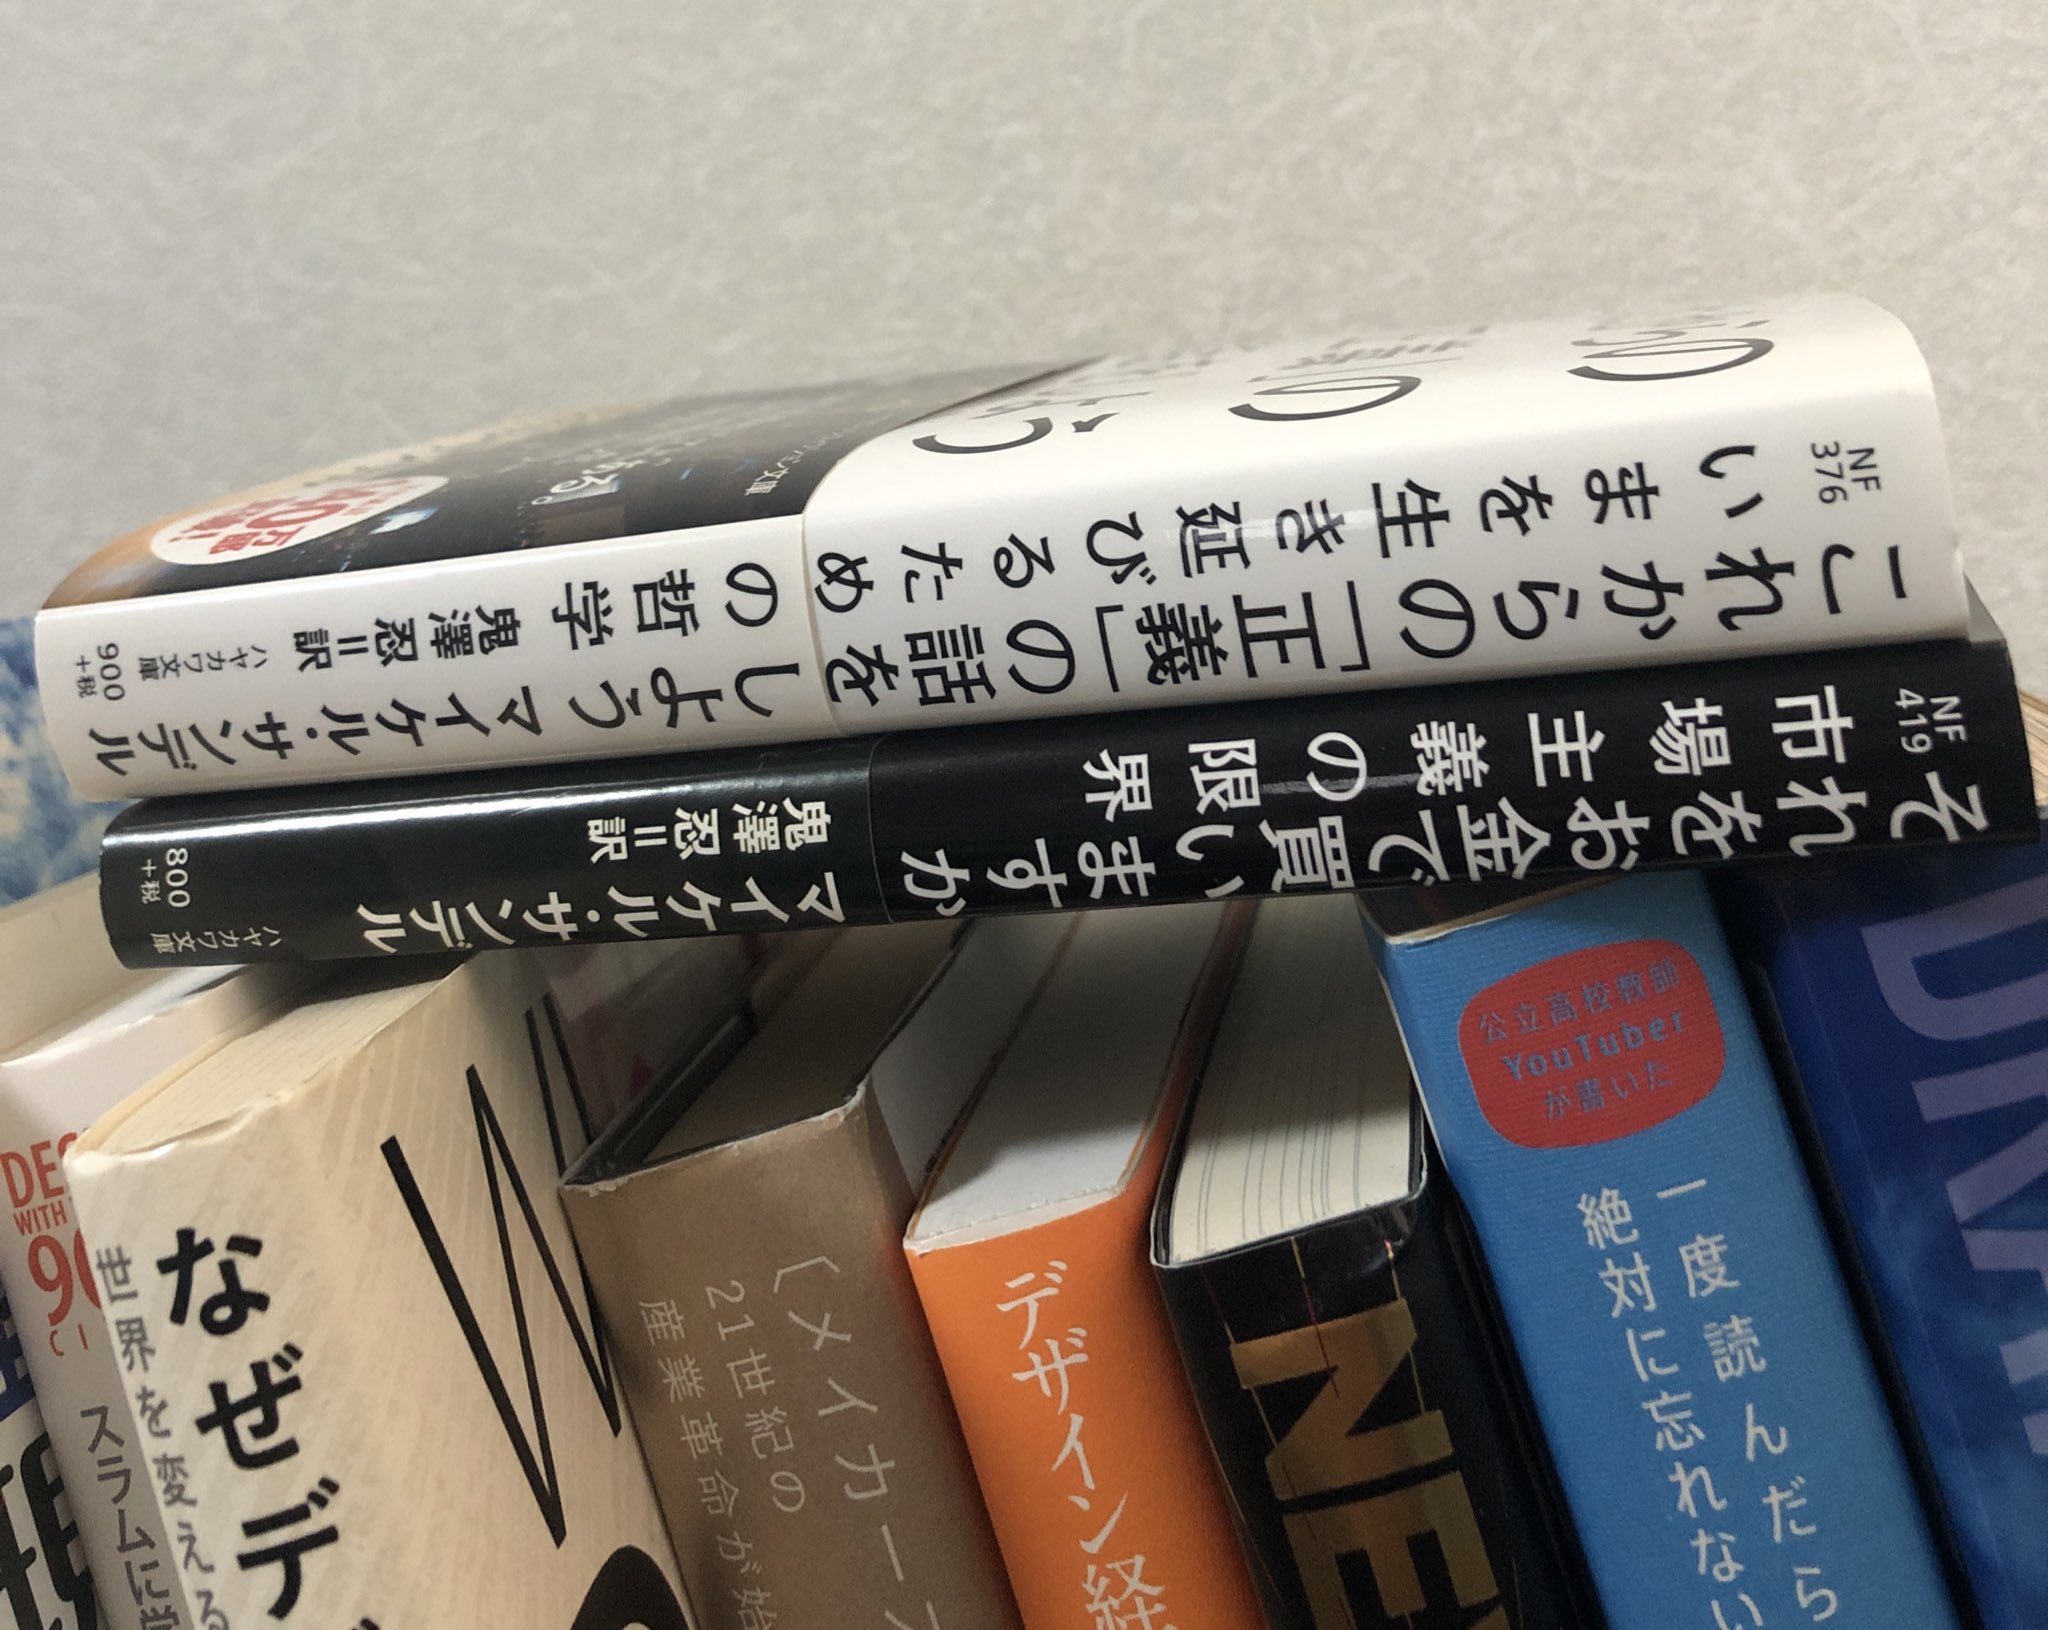 これからの「正義」の話をしよう マイケル・サンデル
いまを生き延びるための哲学 鬼澤忍=訳
ハヤカワ文庫
900
+税
NF
376
40万部
それをお金で買いますか マイケル・サンデル
市場主義の限界 鬼澤忍=訳
ハヤカワ文庫
800
+税
NF
419
WITH
スラムに学
なぜデ
世界を変える
W
メイカーズ
21世紀の
産業革命が始
デザイン経
NE
公立高校教師
YouTuber
が書いた
一度読んだら
絶対に忘れない